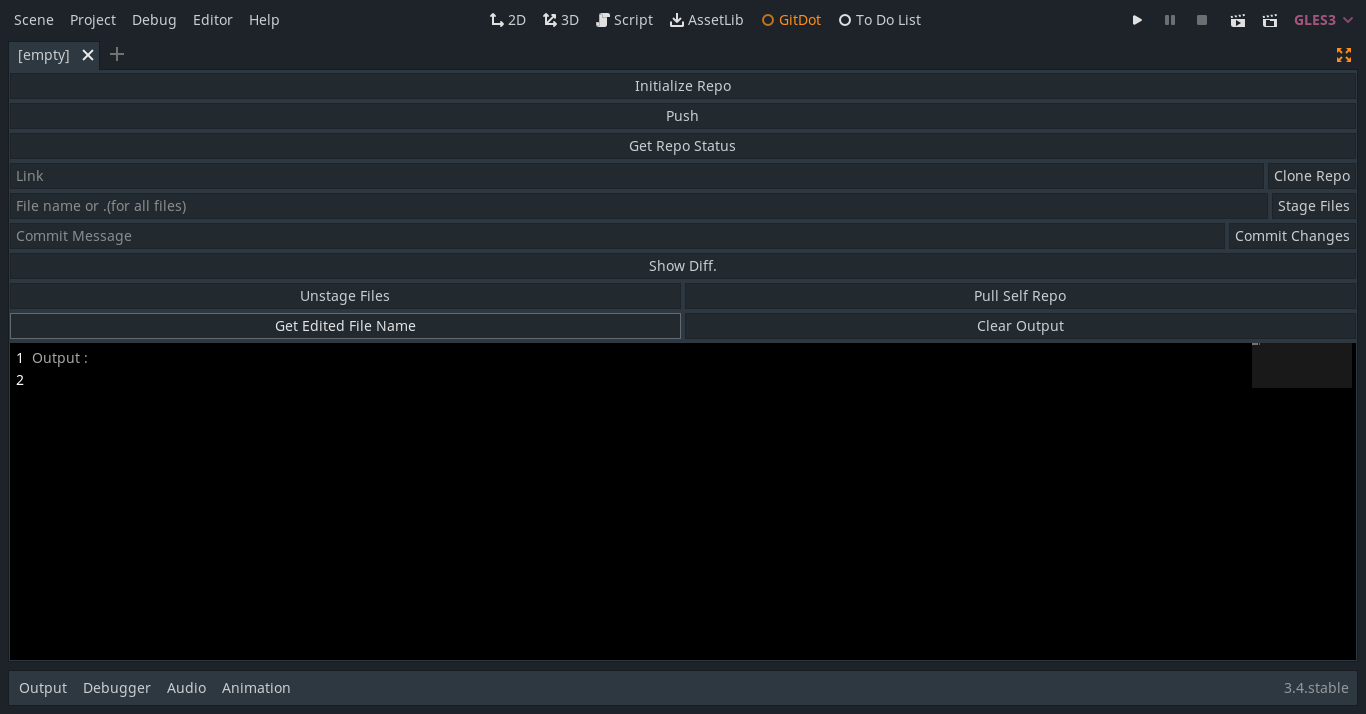 Scene Project Debug Editor Help 2D 3D Script AssetLib GitDot To Do List GLES3
[empty]
Initialize Repo
Push
Get Repo Status
Link Clone Repo
File name or .(for all files) Stage Files
Commit Message Commit Changes
Show Diff.
Unstage Files Pull Self Repo
Get Edited File Name Clear Output
1 Output :
2
Output Debugger Audio Animation 3.4.stable